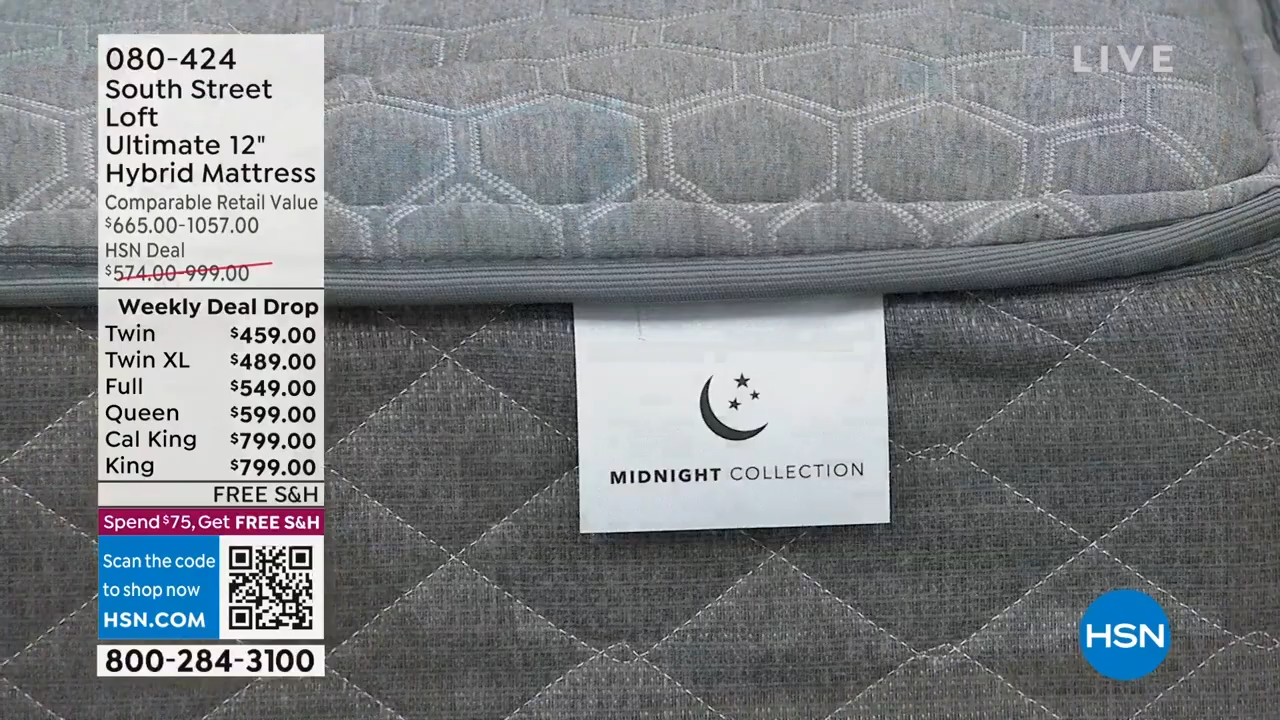 080-424
South Street
Loft
Ultimate 12"
Hybrid Mattress
Comparable Retail Value
$665.00-1057.00
HSN Deal
$574.00-999.00
Weekly Deal Drop
Twin $459.00
Twin XL $489.00
Full $549.00
Queen $599.00
Cal King $799.00
King $799.00
FREE S&H
Spend $75, Get FREE S&H
Scan the code
to shop now
HSN.COM
800-284-3100
LIVE
MIDNIGHT COLLECTION
HSN